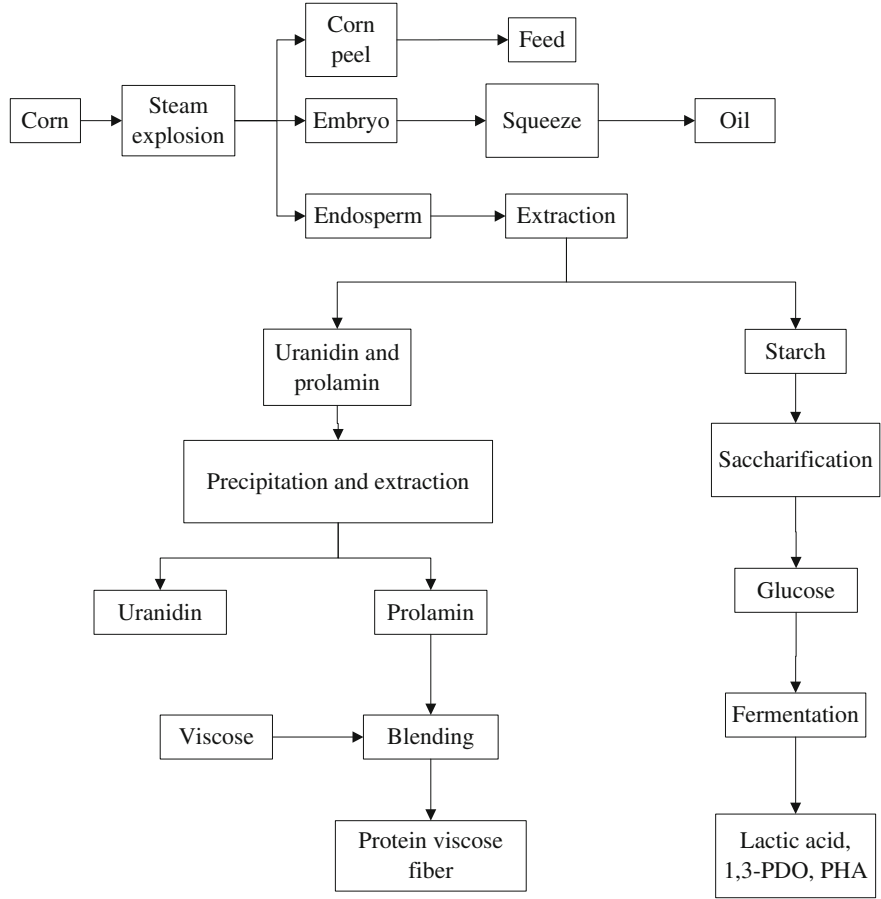 Corn
peel
Feed
Corn
Steam
explosion
Embryo
Squeeze
Oil
Endosperm
Extraction
Uranidin and
prolamin
Starch
Precipitation and extraction
Saccharification
Uranidin
Prolamin
Glucose
Viscose
Blending
Fermentation
Protein viscose
fiber
Lactic acid,
1,3-PDO, PHA